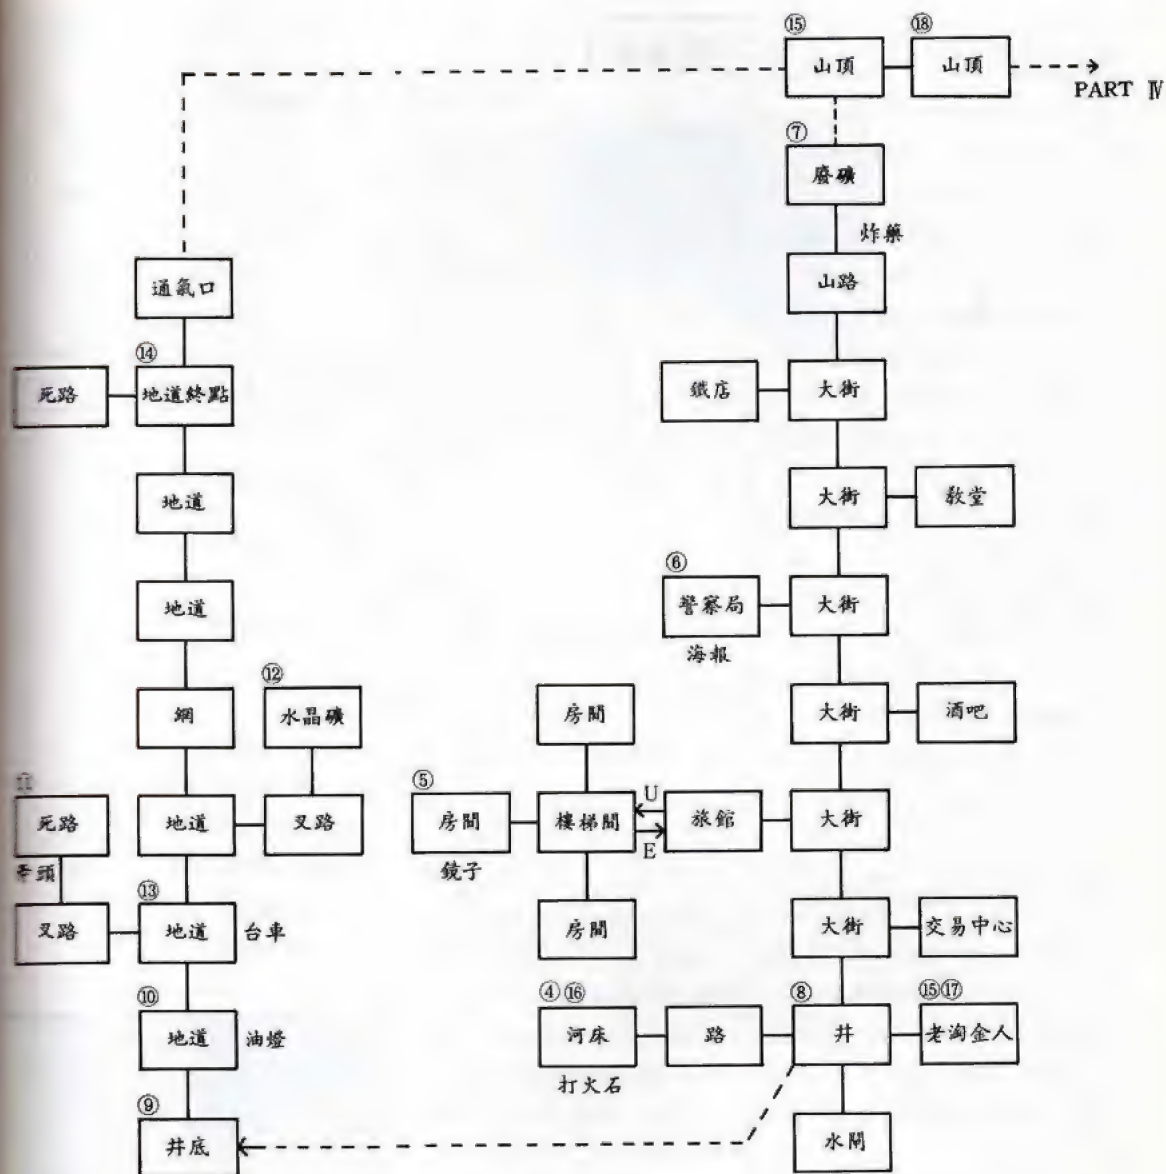 ⑮ ⑱
山頂 山頂
PART Ⅳ
⑦
廢礦
炸藥
通氣口 山路
⑭
死路 地道終點 鐵店 大街
地道 大街 教堂
⑥
地道 警察局 大街
海報
⑫
網 水晶礦 房間 大街 酒吧
⑪ ⑤ U
死路 地道 叉路 房間 樓梯間 旅館 大街
E
鏡子
⑬
叉路 地道 台車 房間 大街 交易中心
⑩ ④⑯ ⑧ ⑮⑰
地道 油燈 河床 路 井 老淘金人
打火石
⑨
井底 水閘